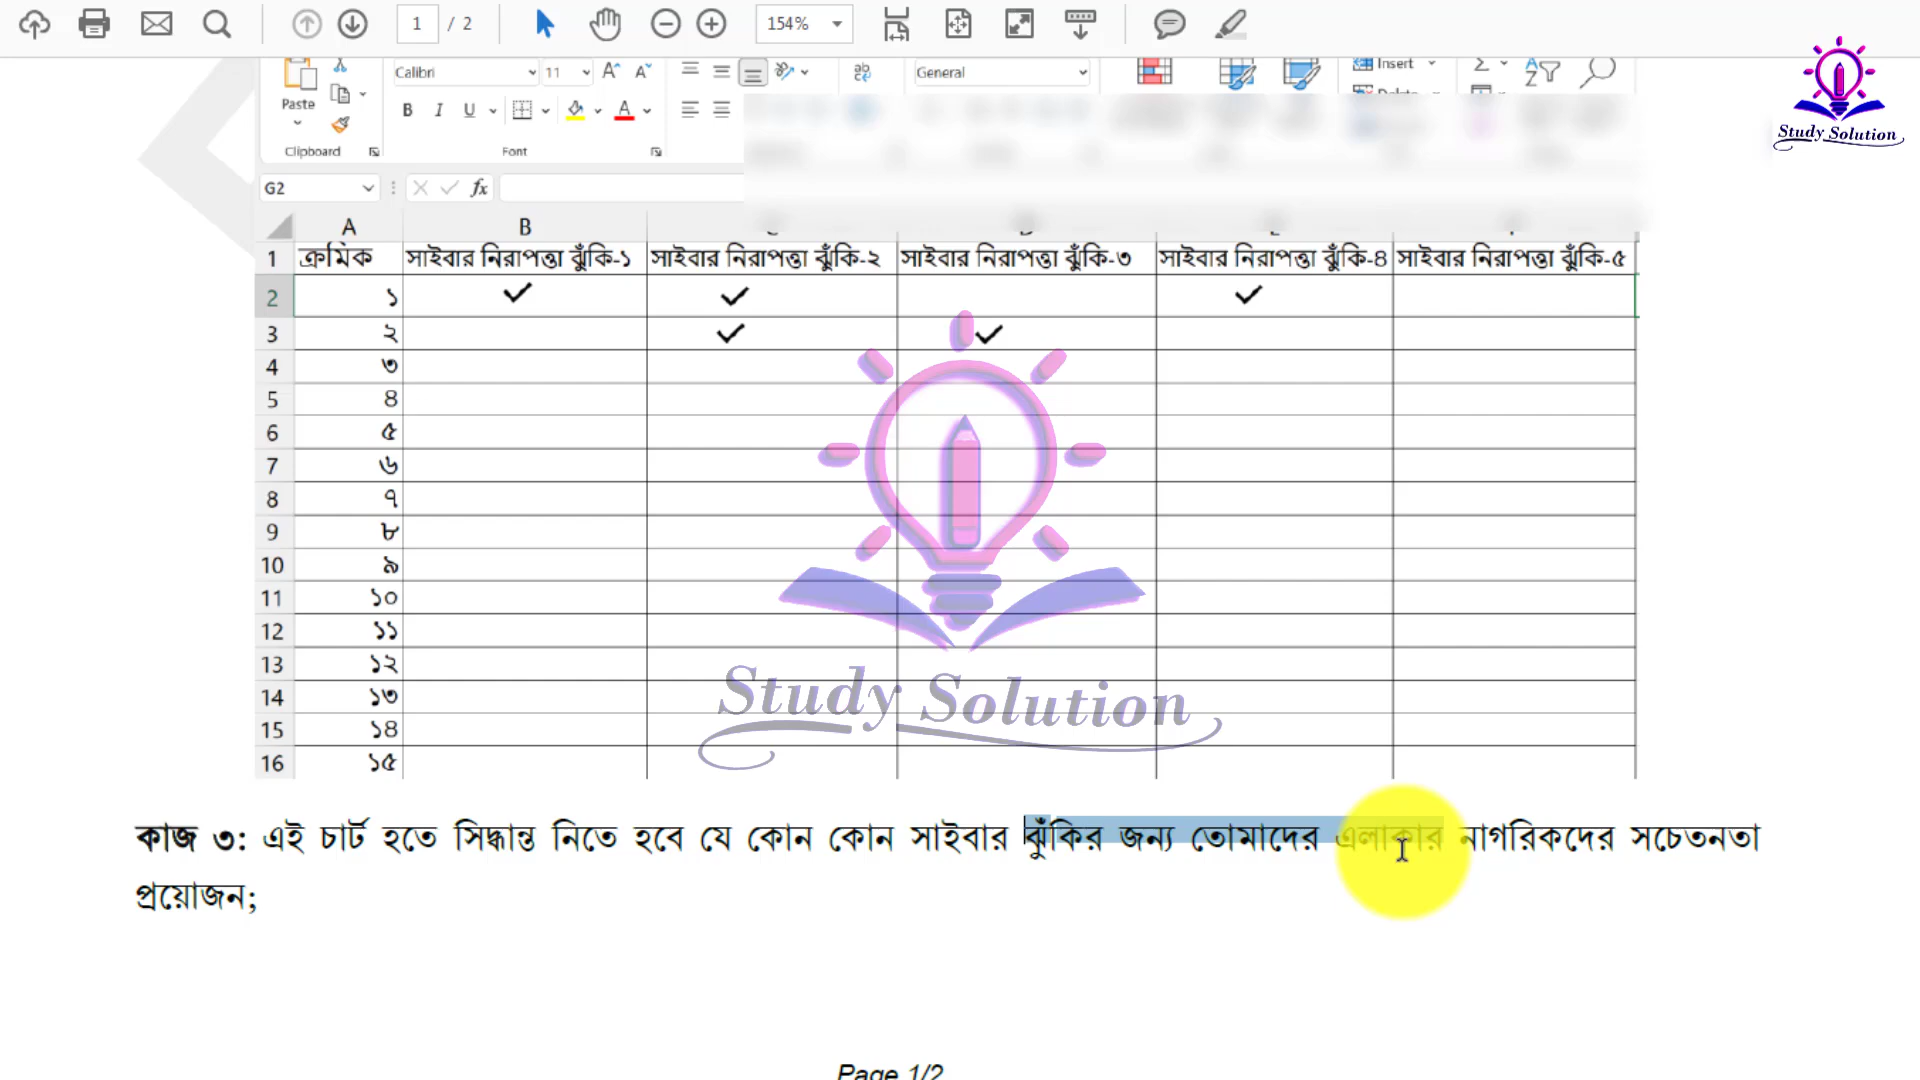 1 / 2 154%
Calibri 11 General Insert
Paste B I U A
Clipboard Font
G2 fx
A B
1 ক্রমিক সাইবার নিরাপত্তা ঝুঁকি-১ সাইবার নিরাপত্তা ঝুঁকি-২ সাইবার নিরাপত্তা ঝুঁকি-৩ সাইবার নিরাপত্তা ঝুঁকি-৪ সাইবার নিরাপত্তা ঝুঁকি-৫
2 ১
3 ২
4 ৩
5 ৪
6 ৫
7 ৬
8 ৭
9 ৮
10 ৯
11 ১০
12 ১১
13 ১২
14 ১৩
15 ১৪
16 ১৫
Study Solution
Study Solution
কাজ ৩: এই চার্ট হতে সিদ্ধান্ত নিতে হবে যে কোন কোন সাইবার ঝুঁকির জন্য তোমাদের এলাকার নাগরিকদের সচেতনতা
প্রয়োজন;
Page 1/2